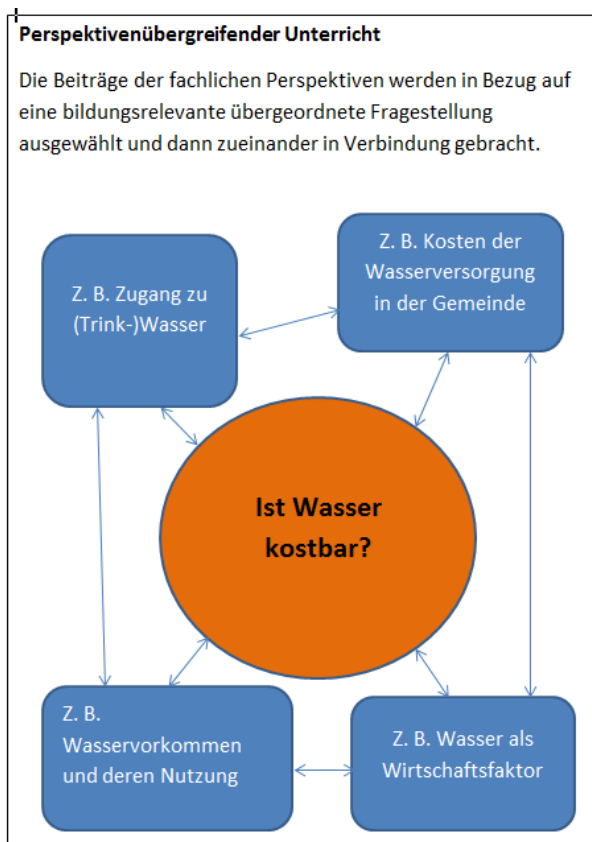 Perspektivenübergreifender Unterricht
Die Beiträge der fachlichen Perspektiven werden in Bezug auf
eine bildungsrelevante übergeordnete Fragestellung
ausgewählt und dann zueinander in Verbindung gebracht.
Z. B. Zugang zu
(Trink-)Wasser
Z. B. Kosten der
Wasserversorgung
in der Gemeinde
Ist Wasser
kostbar?
Z. B.
Wasservorkommen
und deren Nutzung
Z. B. Wasser als
Wirtschaftsfaktor